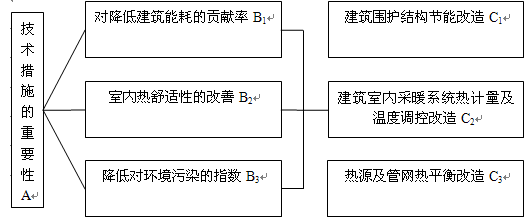 技术措施的重要性 A
对降低建筑能耗的贡献率 B1
室内热舒适性的改善 B2
降低对环境污染的指数 B3
建筑围护结构节能改造 C1
建筑室内采暖系统热计量及
温度调控改造 C2
热源及管网热平衡改造 C3